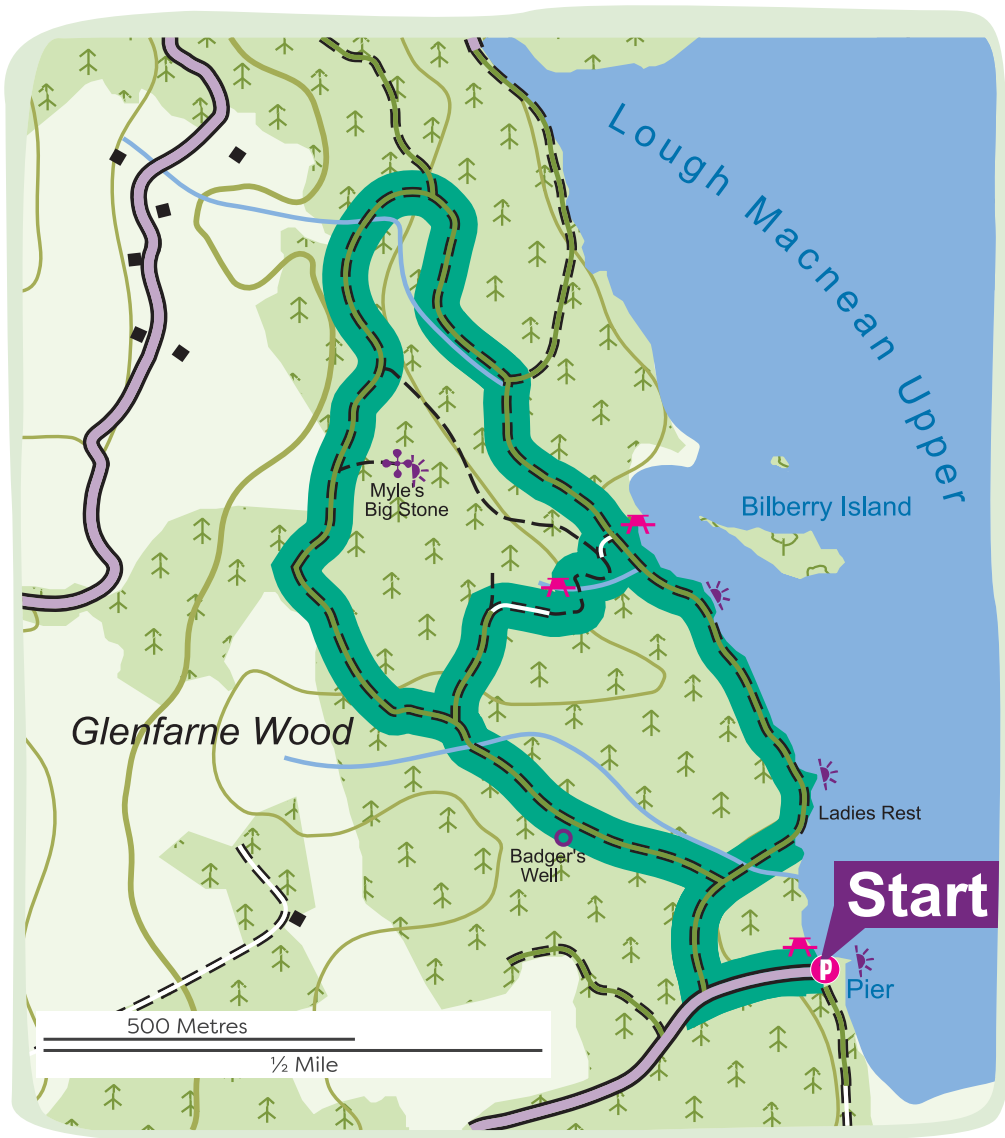 Lough Macnean Upper
Bilberry Island
Myle's
Big Stone
Glenfarne Wood
Ladies Rest
Badger's
Well
Start
P
Pier
500 Metres
½ Mile